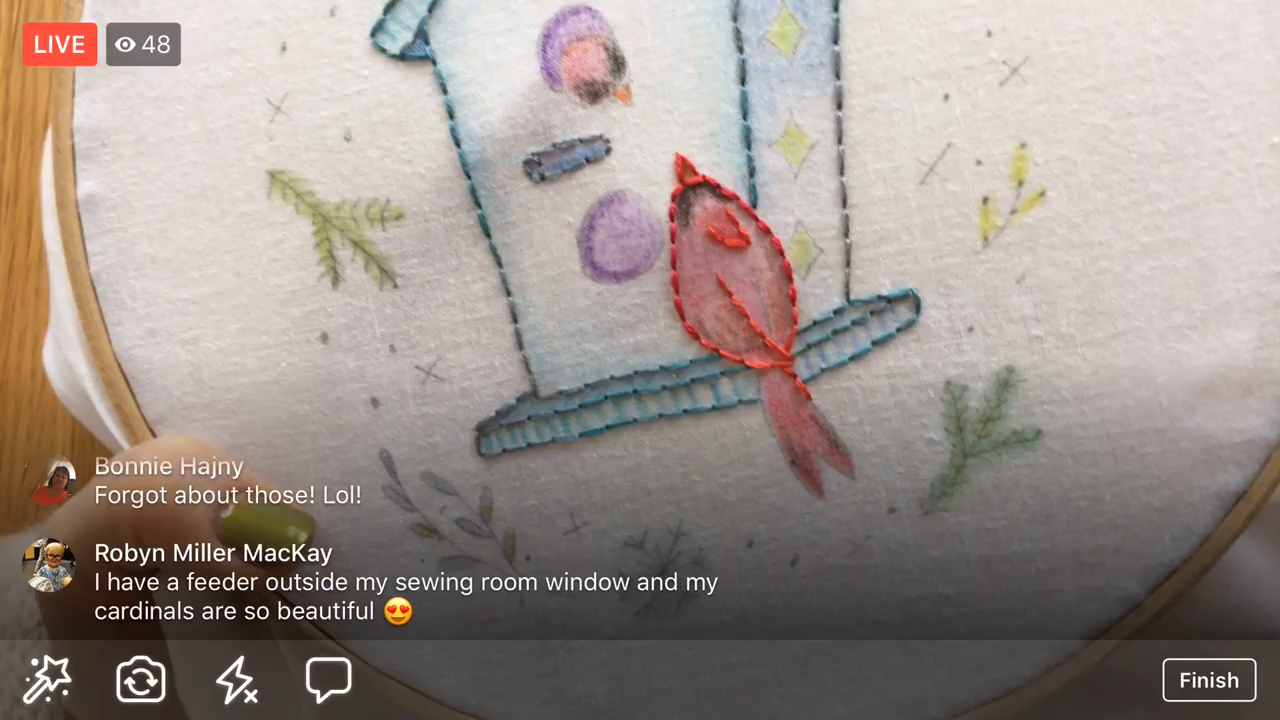 LIVE
48
Bonnie Hajny
Forgot about those! Lol!
Robyn Miller MacKay
I have a feeder outside my sewing room window and my
cardinals are so beautiful 😍
Finish